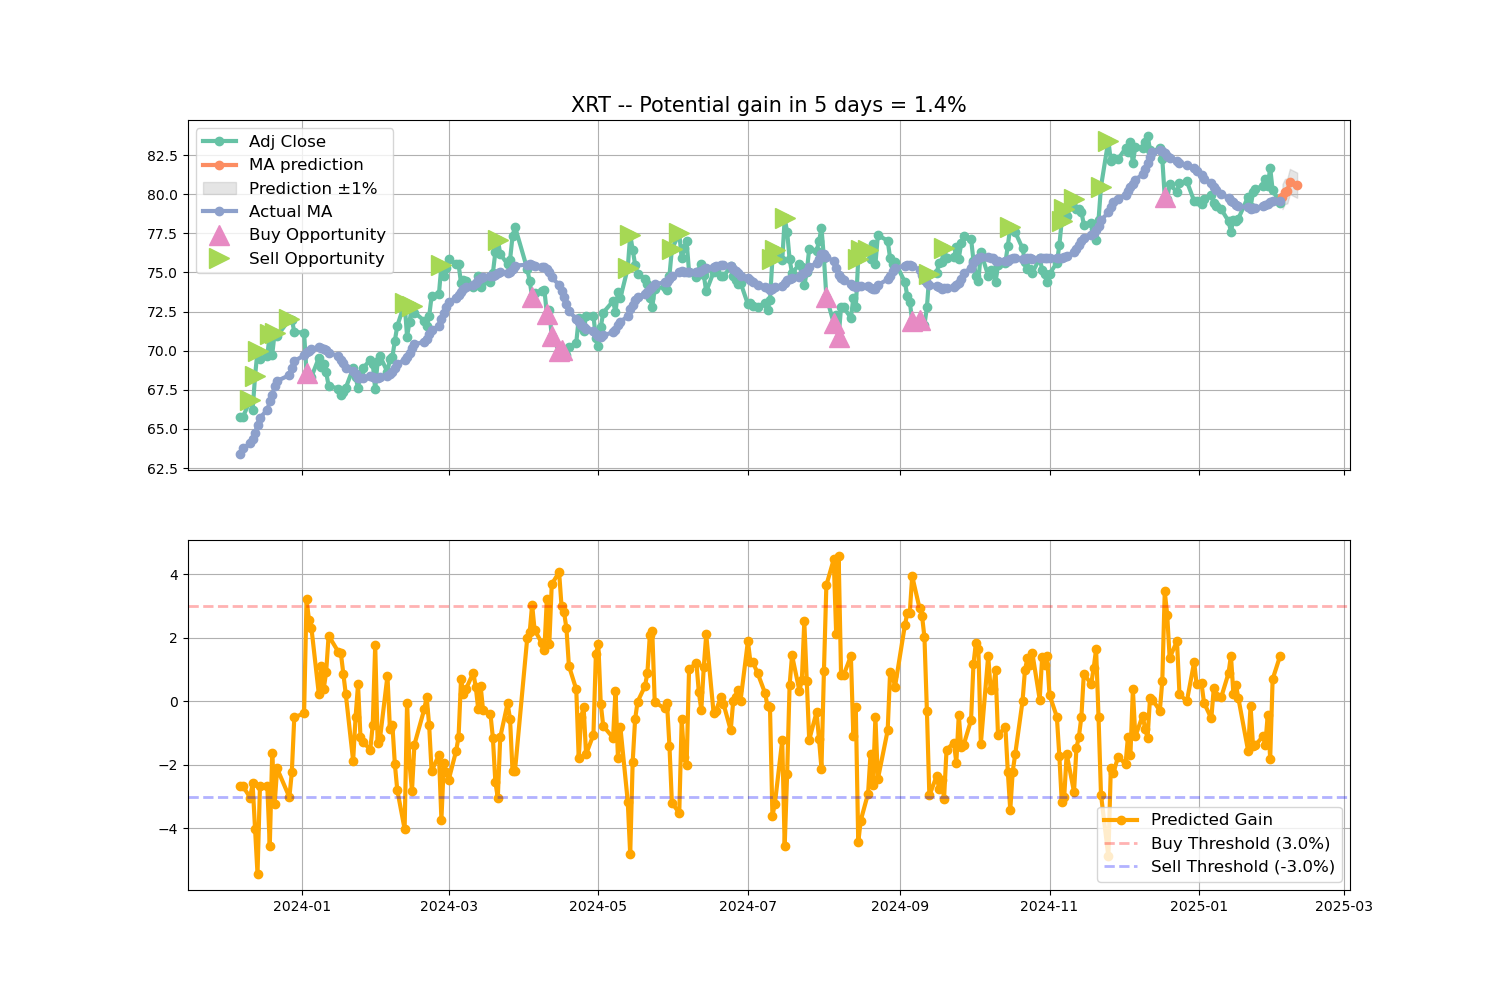 XRT -- Potential gain in 5 days = 1.4%
Adj Close
MA prediction
Prediction ±1%
Actual MA
Buy Opportunity
Sell Opportunity
82.5
80.0
77.5
75.0
72.5
70.0
67.5
65.0
62.5
4
2
0
−2
−4
Predicted Gain
Buy Threshold (3.0%)
Sell Threshold (-3.0%)
2024-01 2024-03 2024-05 2024-07 2024-09 2024-11 2025-01 2025-03